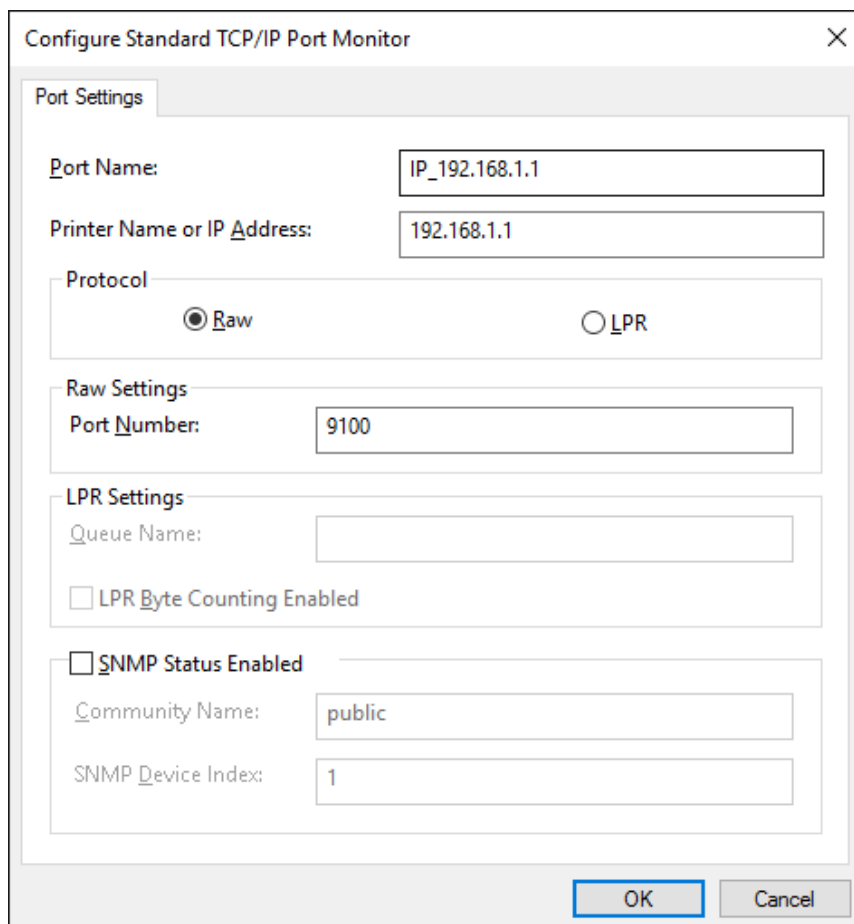 Configure Standard TCP/IP Port Monitor
Port Settings
Port Name: IP_192.168.1.1
Printer Name or IP Address: 192.168.1.1
Protocol
Raw LPR
Raw Settings
Port Number: 9100
LPR Settings
Queue Name:
LPR Byte Counting Enabled
SNMP Status Enabled
Community Name: public
SNMP Device Index: 1
OK Cancel